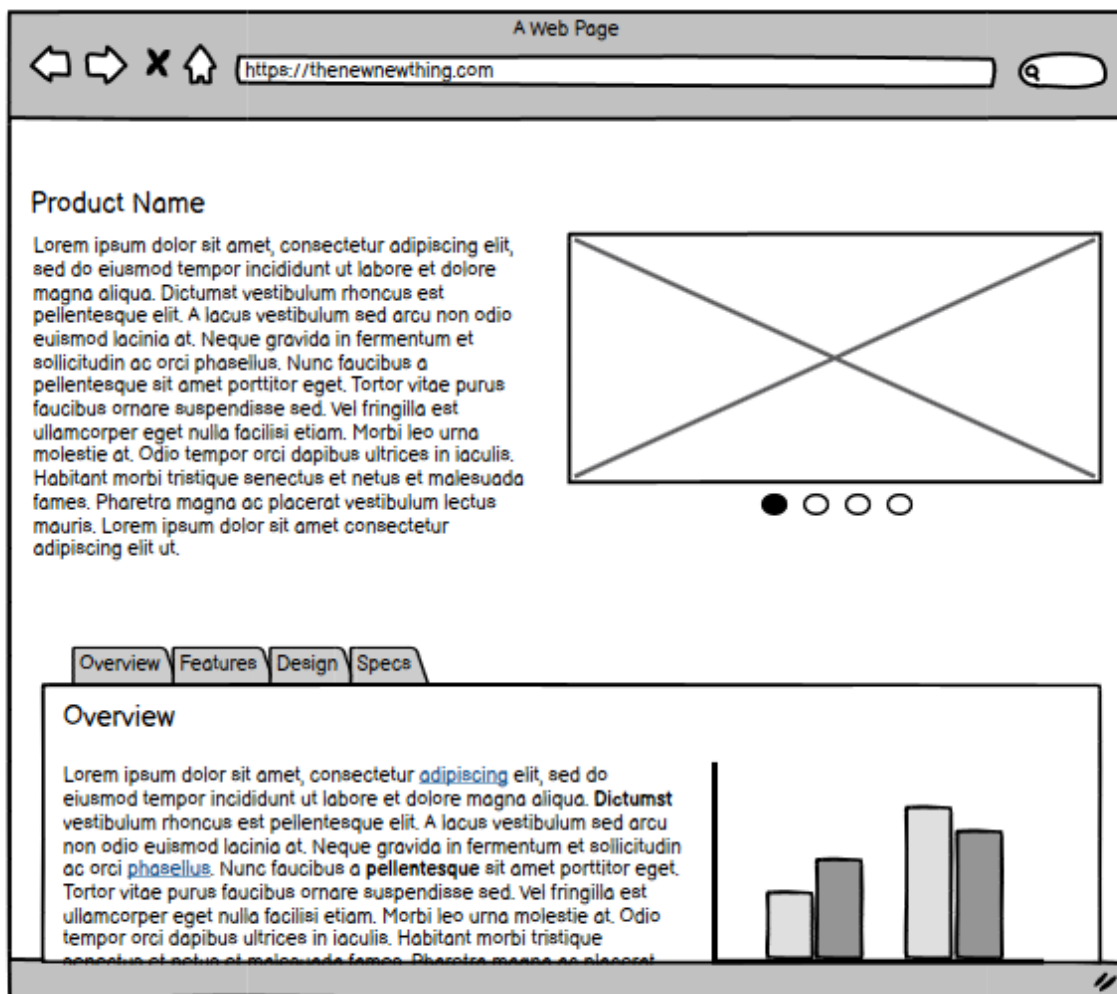 A Web Page
https://thenewnewthing.com
Product Name
Lorem ipsum dolor sit amet, consectetur adipiscing elit,
sed do eiusmod tempor incididunt ut labore et dolore
magna aliqua. Dictumst vestibulum rhoncus est
pellentesque elit. A lacus vestibulum sed arcu non odio
euismod lacinia at. Neque gravida in fermentum et
sollicitudin ac orci phasellus. Nunc faucibus a
pellentesque sit amet porttitor eget. Tortor vitae purus
faucibus ornare suspendisse sed. Vel fringilla est
ullamcorper eget nulla facilisi etiam. Morbi leo urna
molestie at. Odio tempor orci dapibus ultrices in iaculis.
Habitant morbi tristique senectus et netus et malesuada
fames. Pharetra magna ac placerat vestibulum lectus
mauris. Lorem ipsum dolor sit amet consectetur
adipiscing elit ut.
Overview Features Design Specs
Overview
Lorem ipsum dolor sit amet, consectetur adipiscing elit, sed do
eiusmod tempor incididunt ut labore et dolore magna aliqua. Dictumst
vestibulum rhoncus est pellentesque elit. A lacus vestibulum sed arcu
non odio euismod lacinia at. Neque gravida in fermentum et sollicitudin
ac orci phasellus. Nunc faucibus a pellentesque sit amet porttitor eget.
Tortor vitae purus faucibus ornare suspendisse sed. Vel fringilla est
ullamcorper eget nulla facilisi etiam. Morbi leo urna molestie at. Odio
tempor orci dapibus ultrices in iaculis. Habitant morbi tristique
senectus et netus et malesuada fames. Pharetra magna ac placerat